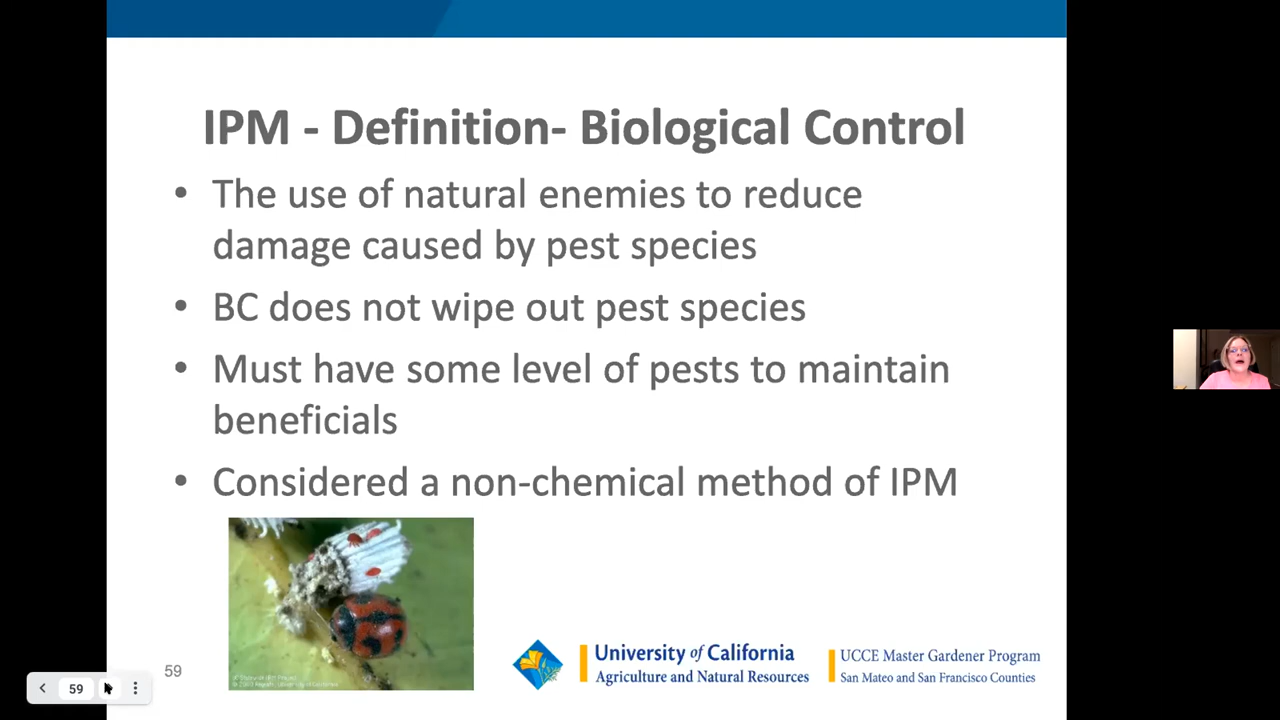 IPM - Definition- Biological Control
• The use of natural enemies to reduce
damage caused by pest species
• BC does not wipe out pest species
• Must have some level of pests to maintain
beneficials
• Considered a non-chemical method of IPM
59
University of California
Agriculture and Natural Resources
UCCE Master Gardener Program
San Mateo and San Francisco Counties
59